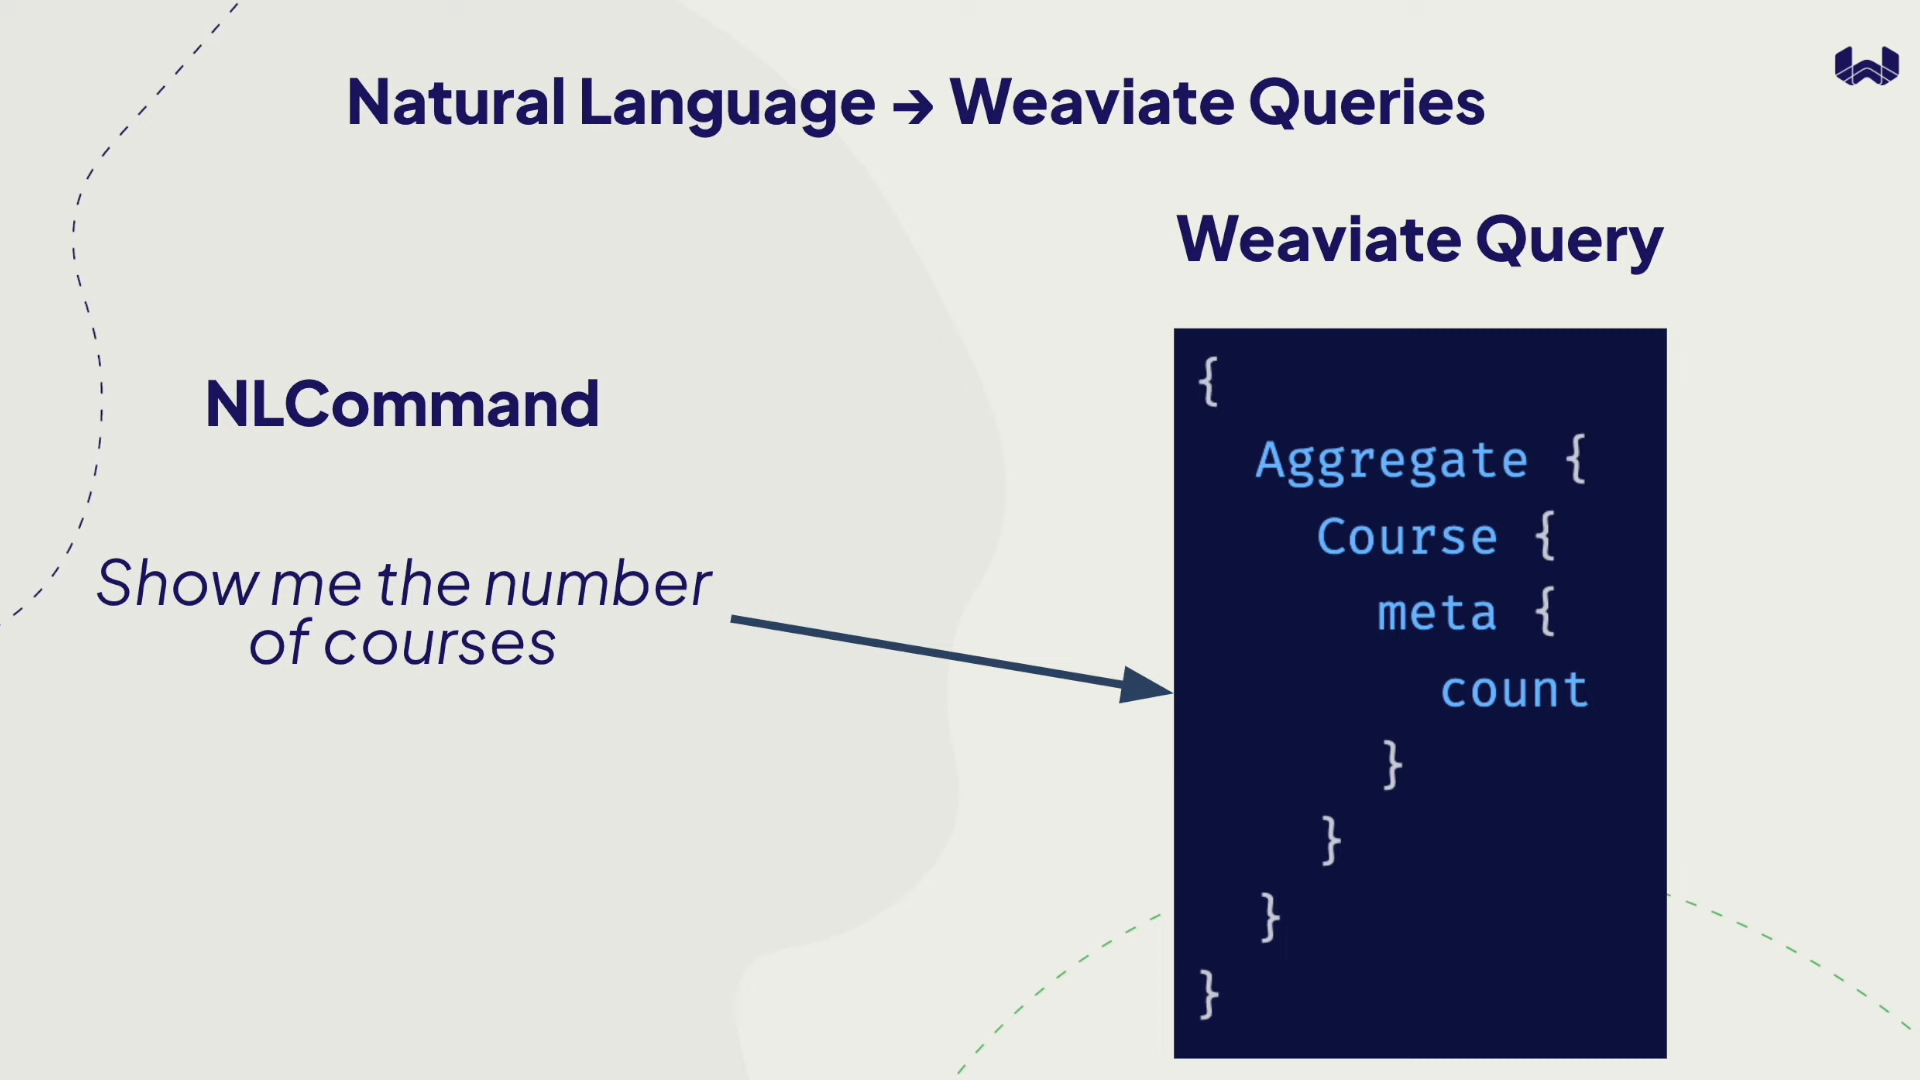 Natural Language → Weaviate Queries
Weaviate Query
NLCommand
Show me the number
of courses
{
Aggregate {
Course {
meta {
count
}
}
}
}